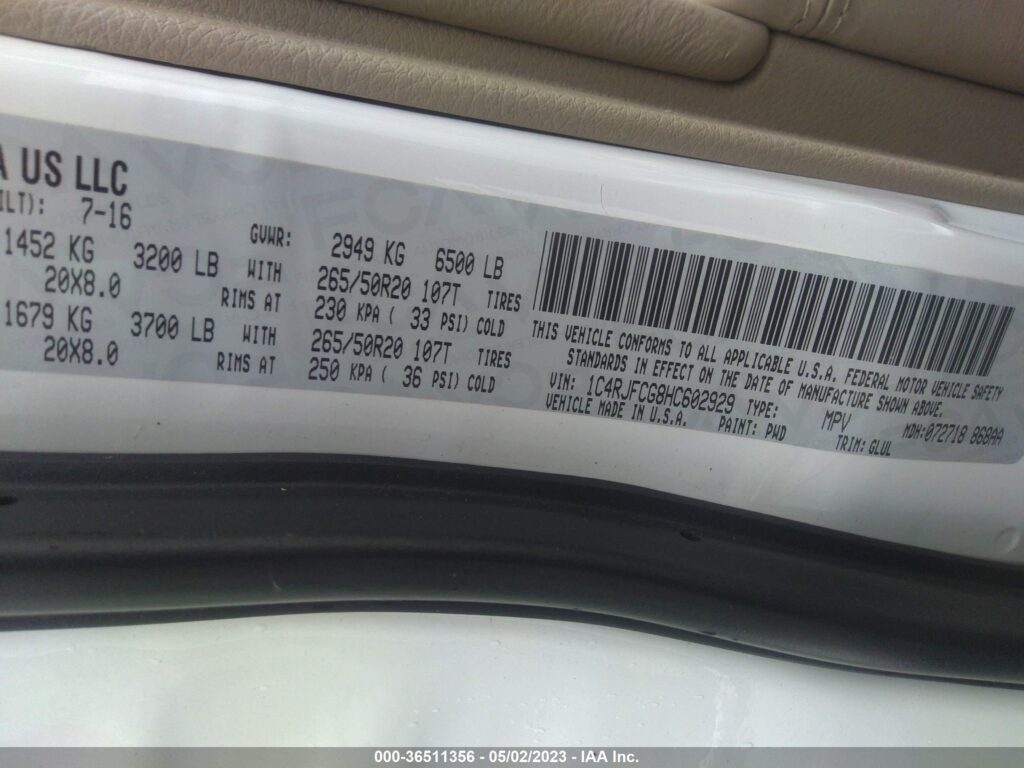 A US LLC
ILT): 7-16
GVWR: 2949 KG 6500 LB
1452 KG 3200 LB WITH 265/50R20 107T TIRES
20X8.0 RIMS AT 230 KPA ( 33 PSI) COLD
1679 KG 3700 LB WITH 265/50R20 107T TIRES
20X8.0 RIMS AT 250 KPA ( 36 PSI) COLD
THIS VEHICLE CONFORMS TO ALL APPLICABLE U.S.A. FEDERAL MOTOR VEHICLE SAFETY
STANDARDS IN EFFECT ON THE DATE OF MANUFACTURE SHOWN ABOVE.
VIN: 1C4RJFCG8HC602929 TYPE: MPV MDH:072718 868AA
VEHICLE MADE IN U.S.A. PAINT: PWD TRIM: GLUL
000-36511356 - 05/02/2023 - IAA Inc.